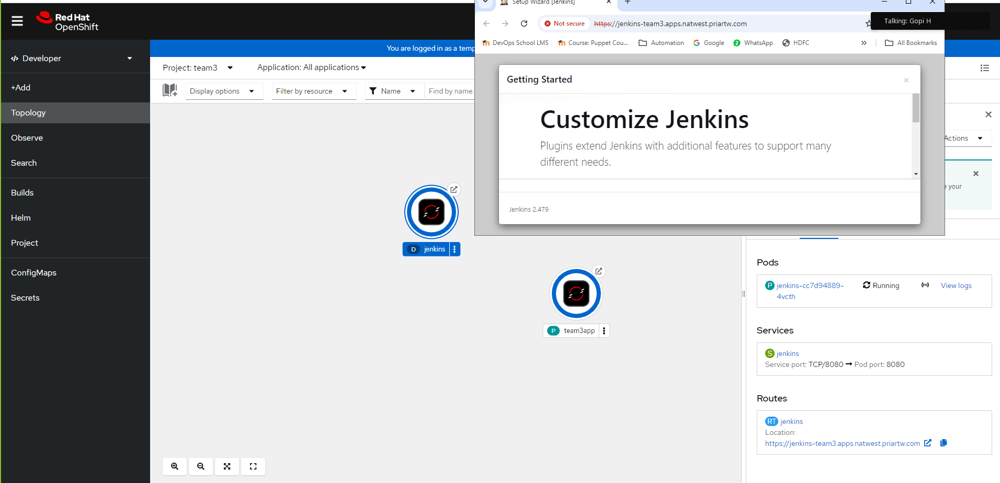 Red Hat
OpenShift
Developer
+Add
Topology
Observe
Search
Builds
Helm
Project
ConfigMaps
Secrets
You are logged in as a temp
Project: team3
Application: All applications
Display options
Filter by resource
Name
Find by name..
D jenkins
P team3app
Setup Wizard [Jenkins]
Not secure https://jenkins-team3.apps.natwest.priartw.com
Talking: Gopi H
DevOps School LMS
Course: Puppet Cou...
Automation
Google
2 WhatsApp
HDFC
All Bookmarks
Getting Started
Customize Jenkins
Plugins extend Jenkins with additional features to support many
different needs.
Jenkins 2.479
Actions
e your
Pods
P jenkins-cc7d94889-
4vcth
Running
View logs
Services
S jenkins
Service port: TCP/8080 → Pod port: 8080
Routes
RT jenkins
Location:
https://jenkins-team3.apps.natwest.priartw.com